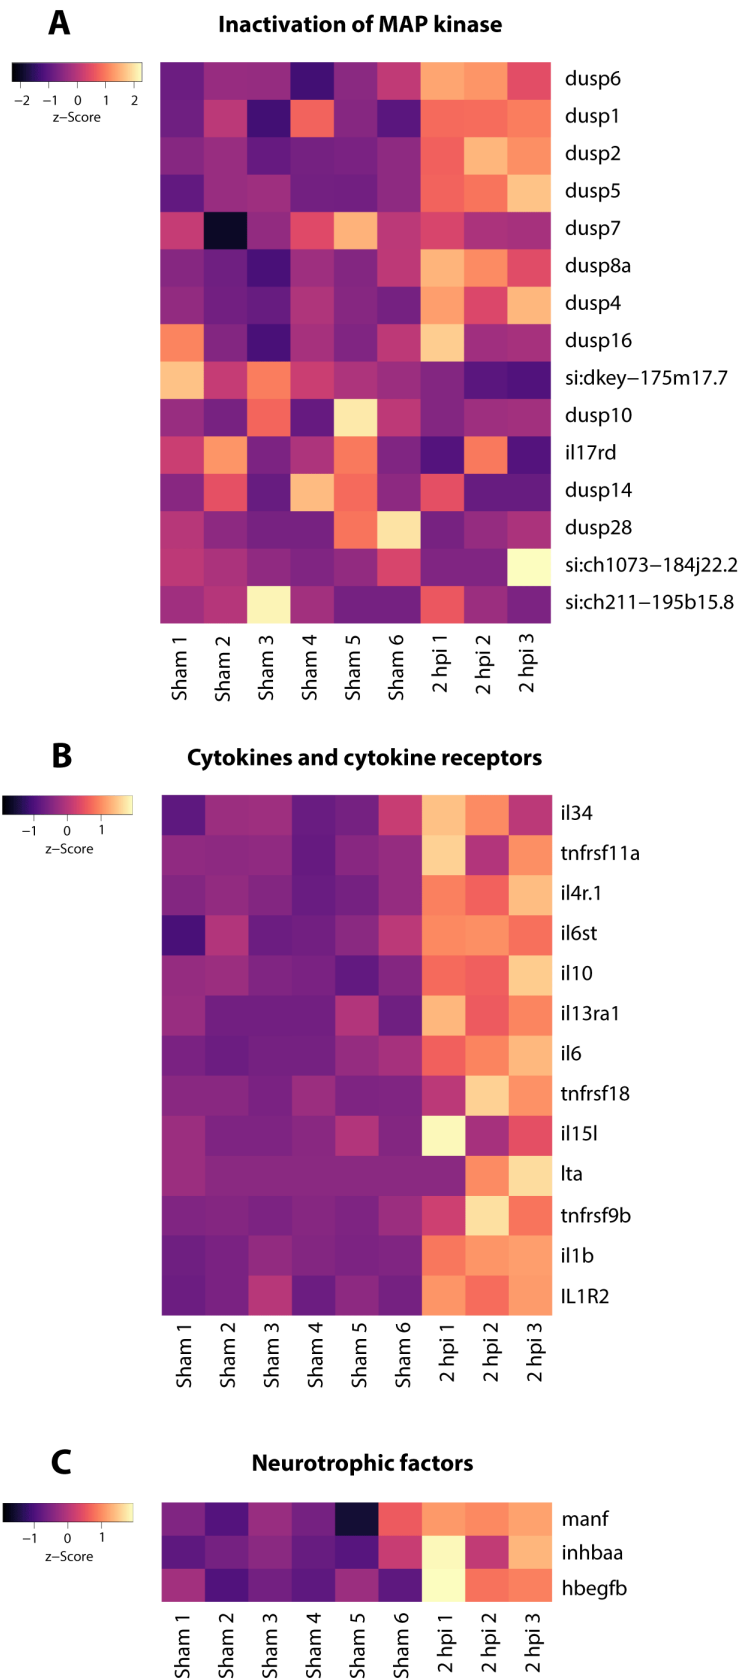 A
Inactivation of MAP kinase
−2 −1 0 1 2
z−Score
dusp6
dusp1
dusp2
dusp5
dusp7
dusp8a
dusp4
dusp16
si:dkey−175m17.7
dusp10
il17rd
dusp14
dusp28
si:ch1073−184j22.2
si:ch211−195b15.8
Sham 1 Sham 2 Sham 3 Sham 4 Sham 5 Sham 6 2 hpi 1 2 hpi 2 2 hpi 3
B
Cytokines and cytokine receptors
−1 0 1
z−Score
il34
tnfrsf11a
il4r.1
il6st
il10
il13ra1
il6
tnfrsf18
il15l
lta
tnfrsf9b
il1b
IL1R2
Sham 1 Sham 2 Sham 3 Sham 4 Sham 5 Sham 6 2 hpi 1 2 hpi 2 2 hpi 3
C
Neurotrophic factors
−1 0 1
z−Score
manf
inhbaa
hbegfb
Sham 1 Sham 2 Sham 3 Sham 4 Sham 5 Sham 6 2 hpi 1 2 hpi 2 2 hpi 3